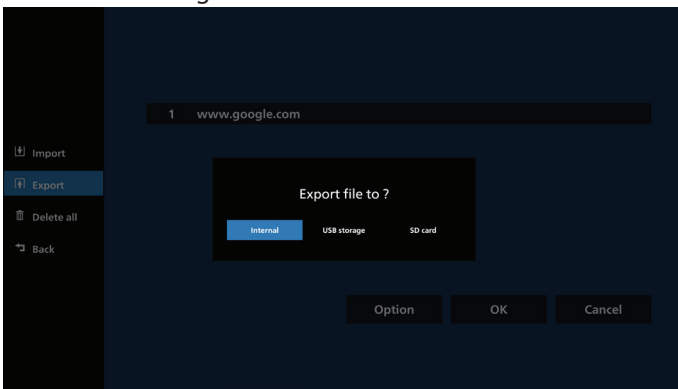 1 www.google.com
Import
Export
Delete all
Back
Export file to ?
Internal USB storage SD card
Option OK Cancel